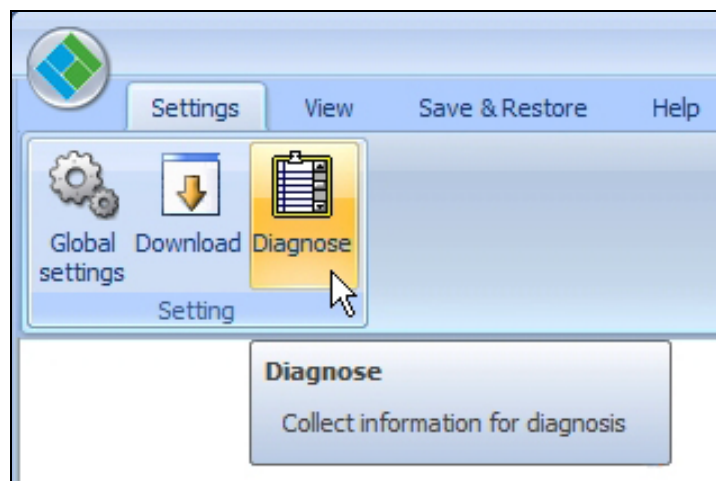 Settings View Save & Restore Help
Global settings Download Diagnose
Setting
Diagnose
Collect information for diagnosis